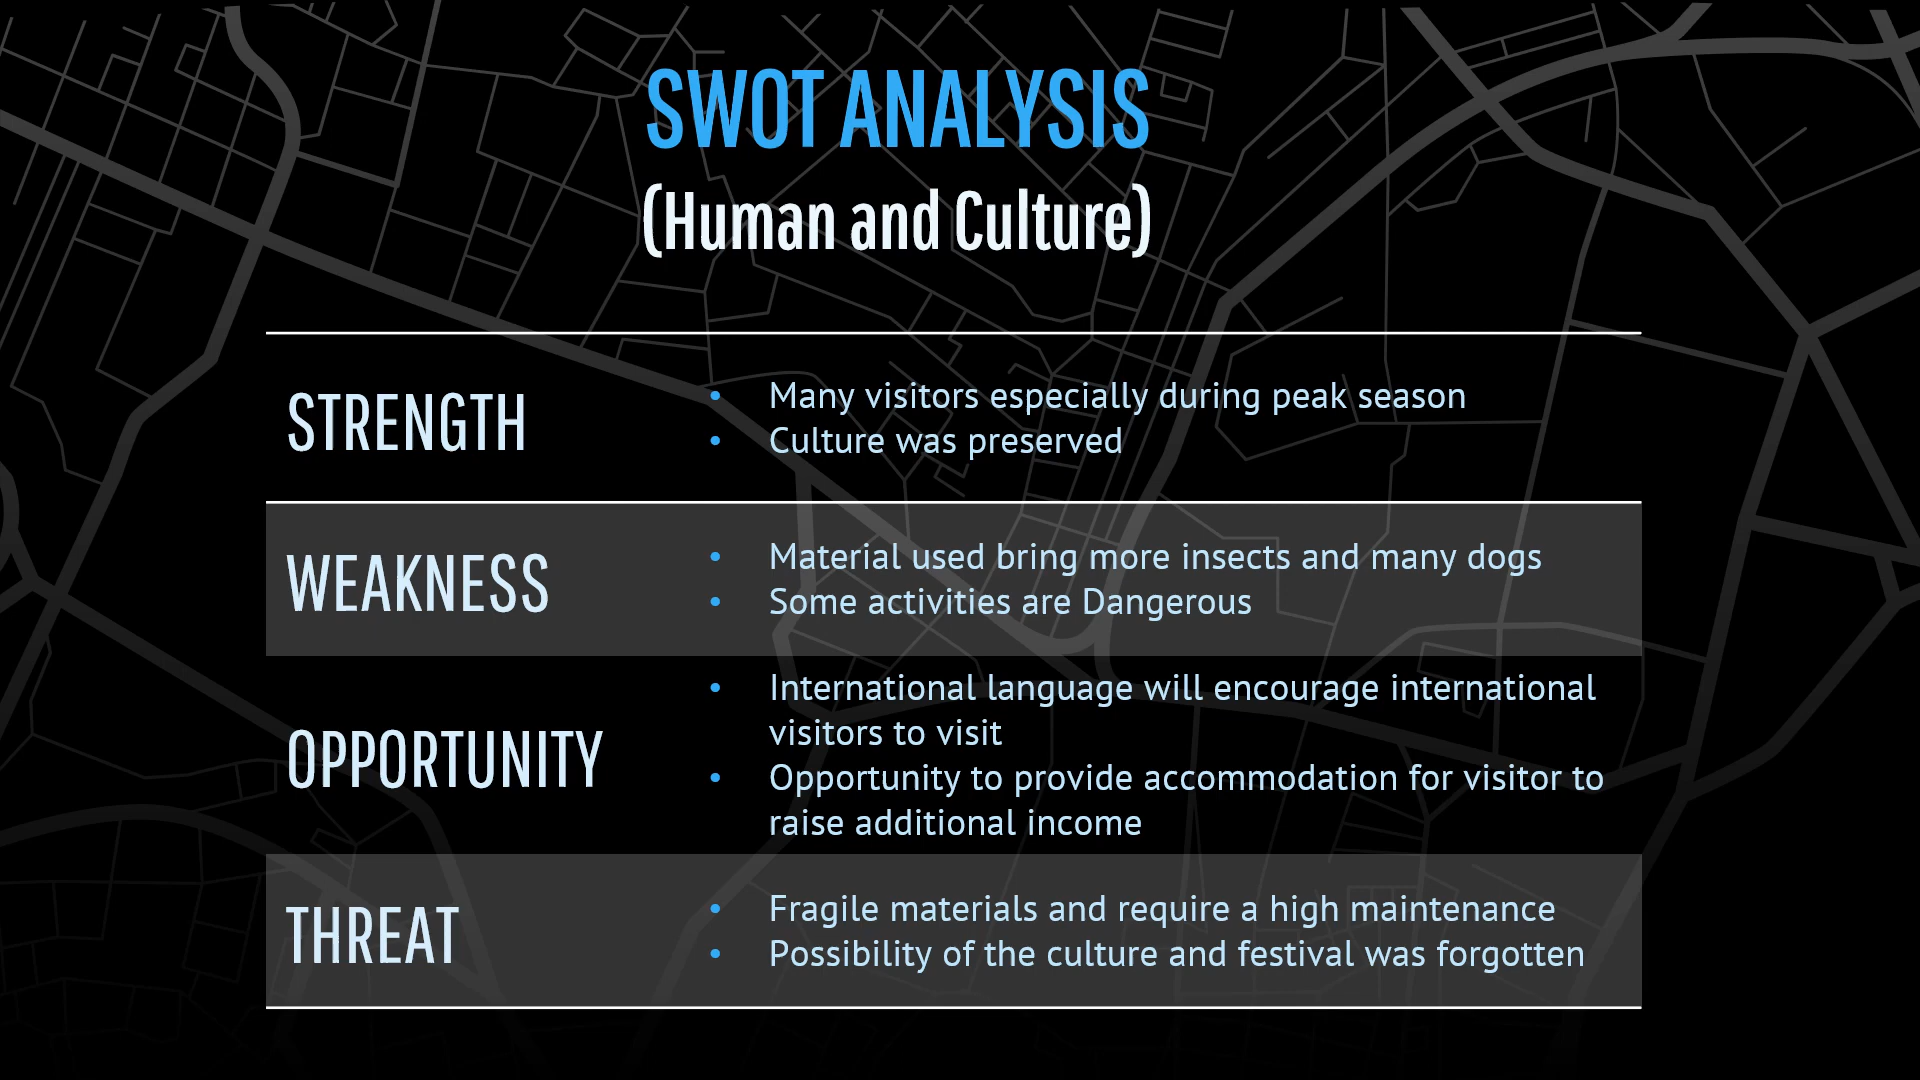 SWOT ANALYSIS
(Human and Culture)
STRENGTH
• Many visitors especially during peak season
• Culture was preserved
WEAKNESS
• Material used bring more insects and many dogs
• Some activities are Dangerous
OPPORTUNITY
• International language will encourage international
visitors to visit
• Opportunity to provide accommodation for visitor to
raise additional income
THREAT
• Fragile materials and require a high maintenance
• Possibility of the culture and festival was forgotten